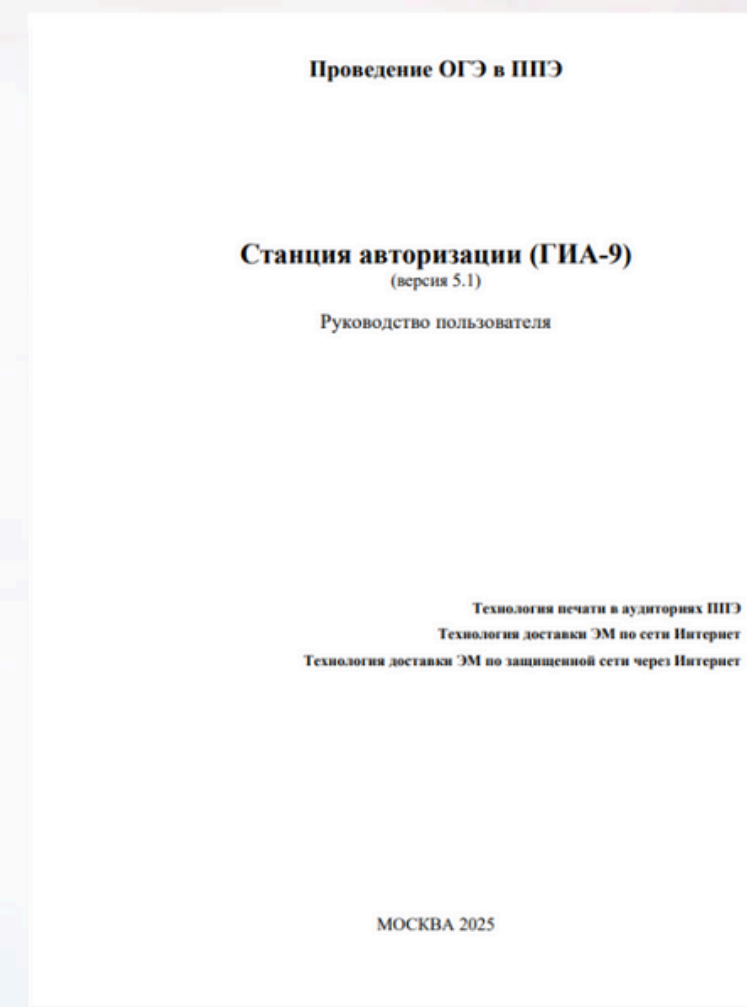 Проведение ОГЭ в ППЭ
Станция авторизации (ГИА-9)
(версия 5.1)
Руководство пользователя
Технология печати в аудиториях ППЭ
Технология доставки ЭМ по сети Интернет
Технология доставки ЭМ по защищенной сети через Интернет
МОСКВА 2025